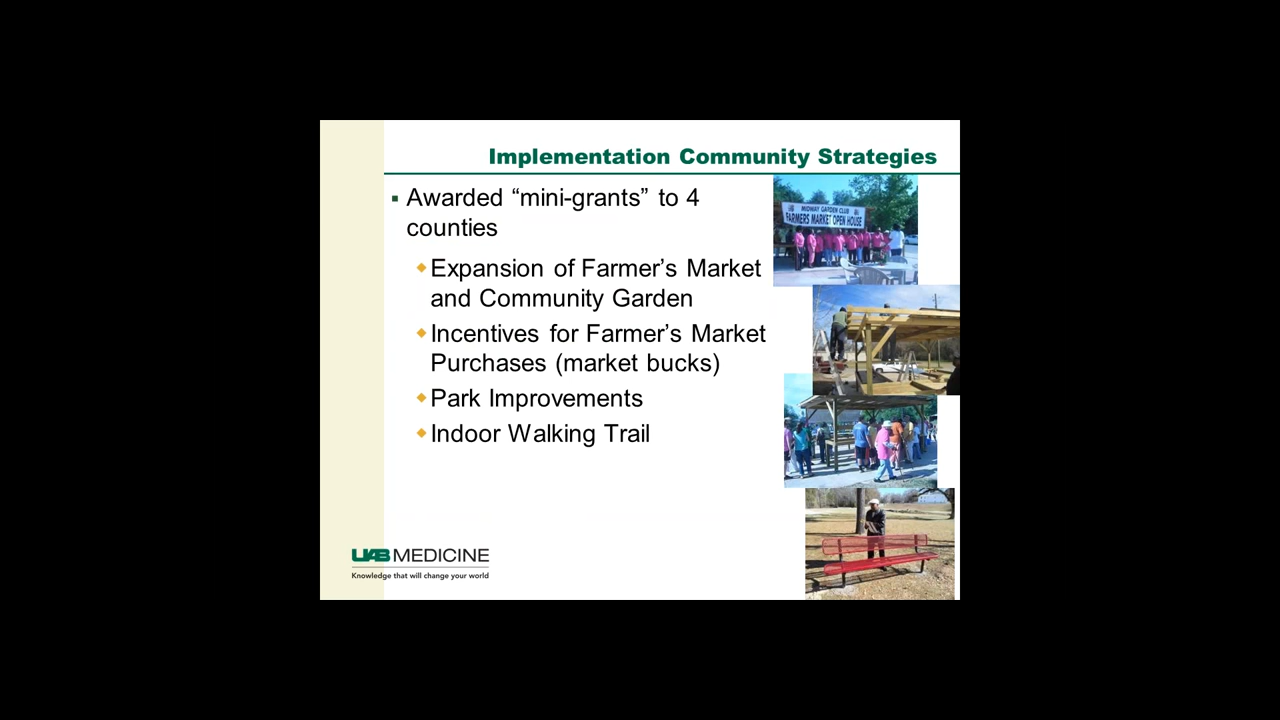 Implementation Community Strategies
▪ Awarded “mini-grants” to 4
counties
◆Expansion of Farmer’s Market
and Community Garden
◆Incentives for Farmer’s Market
Purchases (market bucks)
◆Park Improvements
◆Indoor Walking Trail
MIDWAY GARDEN CLUB
FARMERS MARKET OPEN HOUSE
UAB MEDICINE
Knowledge that will change your world